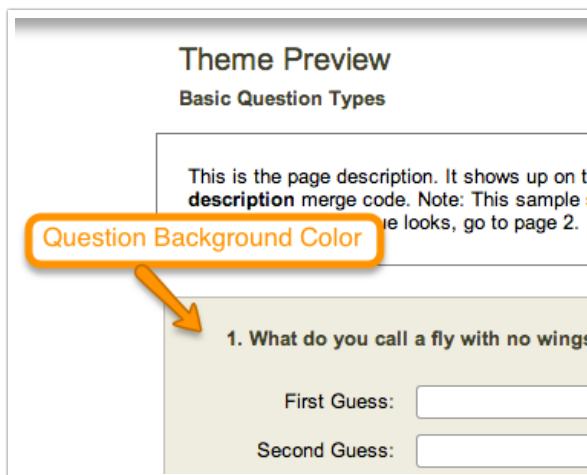 Theme Preview
Basic Question Types
This is the page description. It shows up on
description merge code. Note: This sample
looks, go to page 2.
Question Background Color
1. What do you call a fly with no wings
First Guess:
Second Guess: